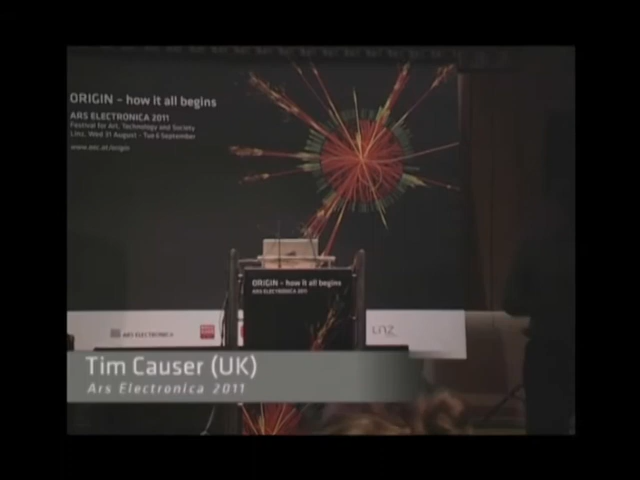 ORIGIN – how it all begins
ARS ELECTRONICA 2011
Festival for Art, Technology and Society
Linz, Wed 31 August - Tue 6 September
www.aec.at/origin
ORIGIN – how it all begins
ARS ELECTRONICA 2011
ARS ELECTRONICA
LINZ
Tim Causer (UK)
Ars Electronica 2011